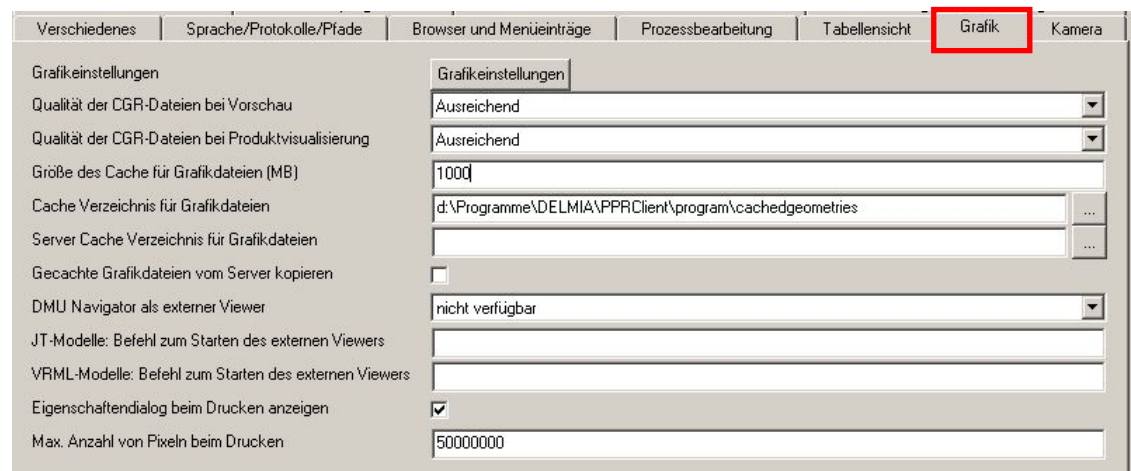 Verschiedenes Sprache/Protokolle/Pfade Browser und Menüeinträge Prozessbearbeitung Tabellensicht Grafik Kamera
Grafikeinstellungen Grafikeinstellungen
Qualität der CGR-Dateien bei Vorschau Ausreichend
Qualität der CGR-Dateien bei Produktvisualisierung Ausreichend
Größe des Cache für Grafikdateien (MB) 1000
Cache Verzeichnis für Grafikdateien d:\Programme\DELMIA\PPRClient\program\cachedgeometries ...
Server Cache Verzeichnis für Grafikdateien ...
Gecachte Grafikdateien vom Server kopieren
DMU Navigator als externer Viewer nicht verfügbar
JT-Modelle: Befehl zum Starten des externen Viewers
VRML-Modelle: Befehl zum Starten des externen Viewers
Eigenschaftendialog beim Drucken anzeigen
Max. Anzahl von Pixeln beim Drucken 50000000